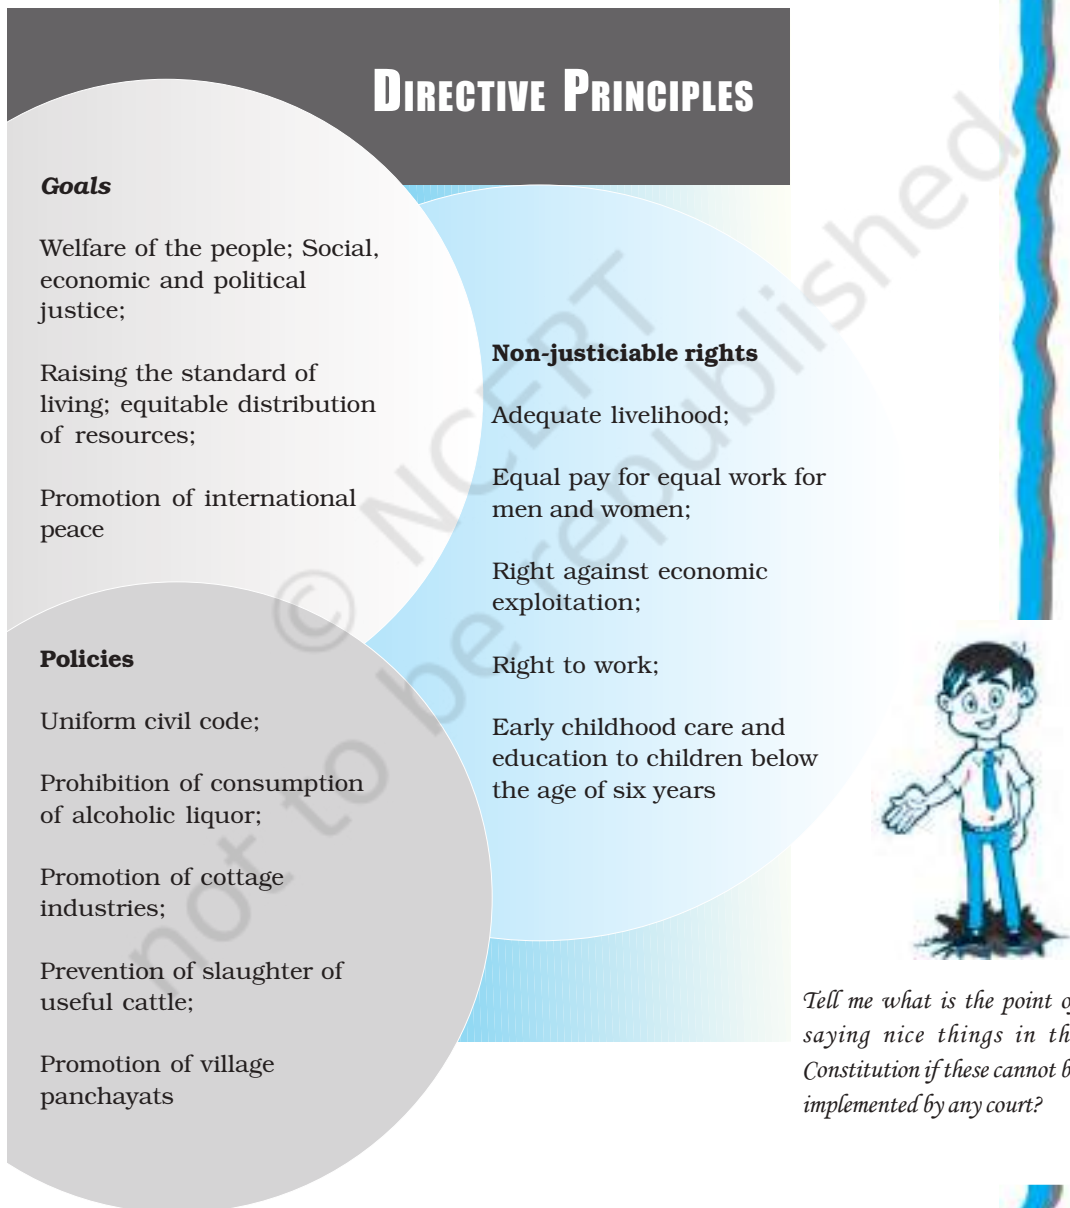 DIRECTIVE PRINCIPLES
Goals
Welfare of the people; Social,
economic and political
justice;
Raising the standard of
living; equitable distribution
of resources;
Promotion of international
peace
Non-justiciable rights
Adequate livelihood;
Equal pay for equal work for
men and women;
Right against economic
exploitation;
Right to work;
Early childhood care and
education to children below
the age of six years
Policies
Uniform civil code;
Prohibition of consumption
of alcoholic liquor;
Promotion of cottage
industries;
Prevention of slaughter of
useful cattle;
Promotion of village
panchayats
Tell me what is the point
saying nice things in
Constitution if these cannot
implemented by any court?
© NCERT
not to be republished